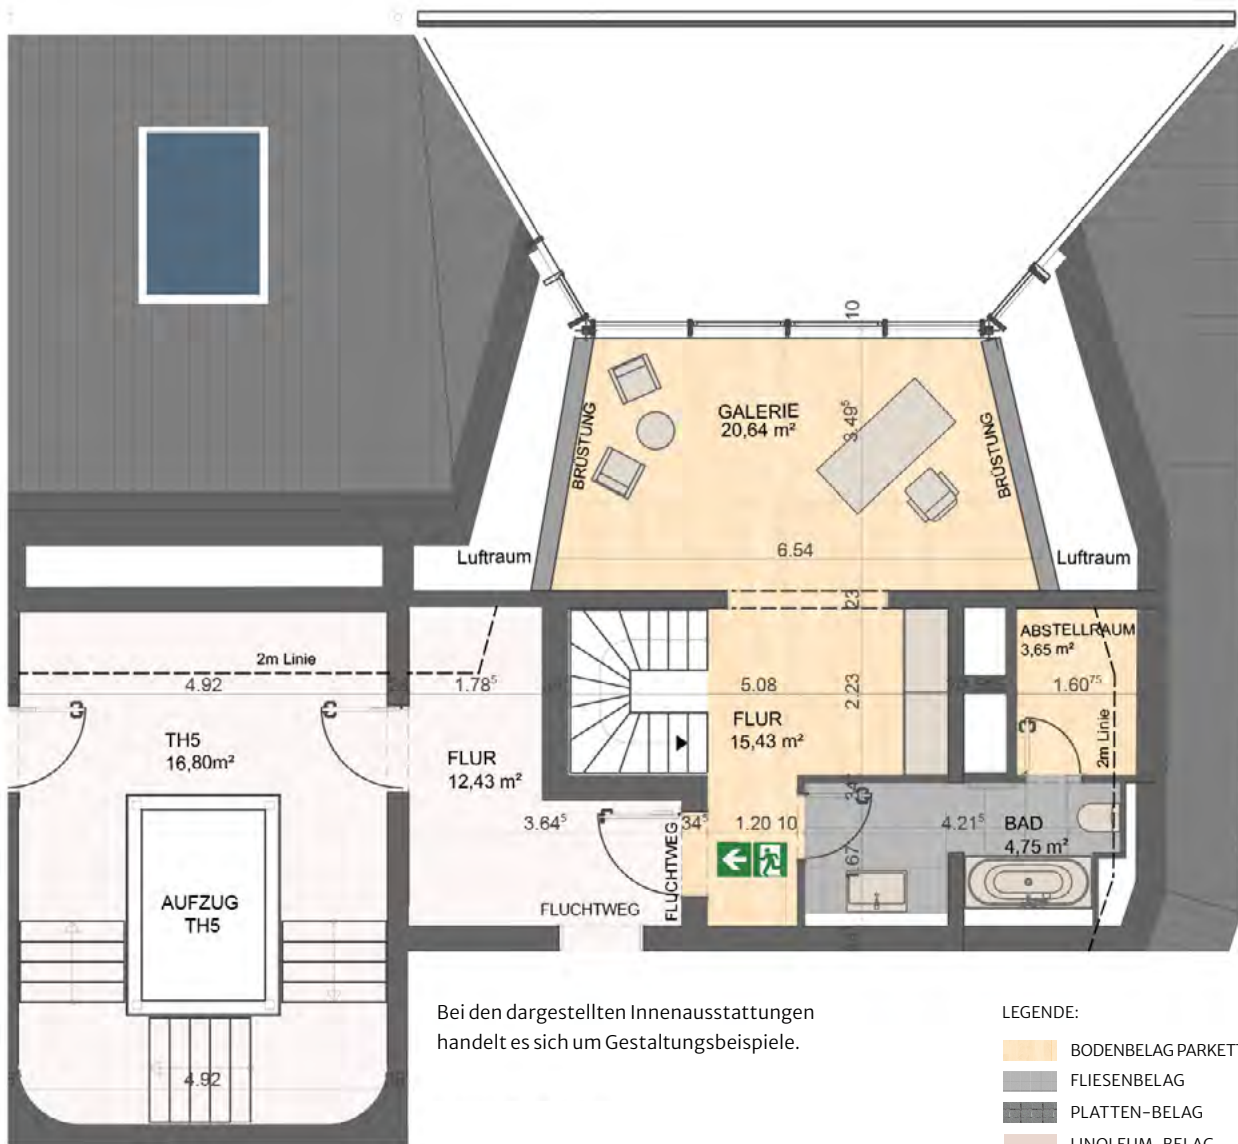 10
GALERIE
20,64 m²
3.49⁵
BRÜSTUNG
BRÜSTUNG
6.54
Luftraum
Luftraum
23
2m Linie
ABSTELLRAUM
3,65 m²
4.92
1.78⁵
5.08
2.23
1.60⁷⁵
2m Linie
TH5
16,80m²
FLUR
12,43 m²
FLUR
15,43 m²
3.64⁵
34⁵
1.20
10
4.21⁵
BAD
4,75 m²
1.67
FLUCHTWEG
FLUCHTWEG
AUFZUG
TH5
4.92
Bei den dargestellten Innenausstattungen
handelt es sich um Gestaltungsbeispiele.
LEGENDE:
BODENBELAG PARKETT
FLIESENBELAG
PLATTEN-BELAG
LINOLEUM-BELAG